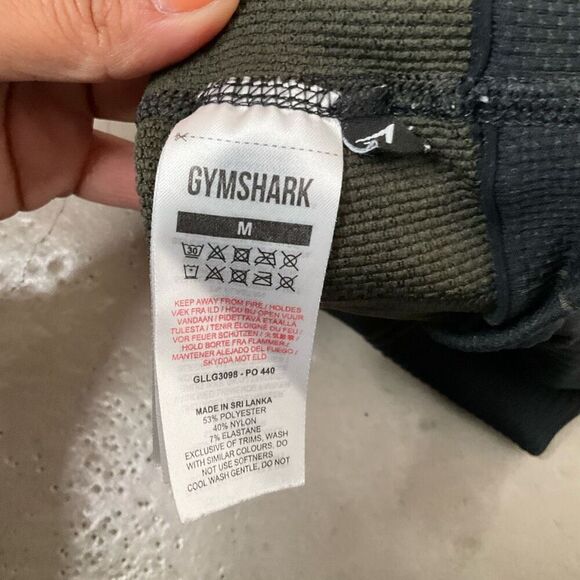 GYMSHARK
M
30
KEEP AWAY FROM FIRE / HOLDES
VÆK FRA ILD / HOU BUITEN VUUR
VANDAAN / PIDETTÄVÄ ETÄÄLLÄ
TULESTA / TENIR ÉLOIGNÉ DU FEU /
VOR FEUER SCHÜTZEN /
HOLD BORTE FRA FLAMMER /
MANTENER ALEJADO DEL FUEGO /
SKYDDA MOT ELD
GLLG3098 - PO 440
MADE IN SRI LANKA
53% POLYESTER
40% NYLON
7% ELASTANE
EXCLUSIVE OF TRIMS, WASH
WITH SIMILAR COLOURS, DO
NOT USE SOFTNERS
COOL WASH GENTLE, DO NOT